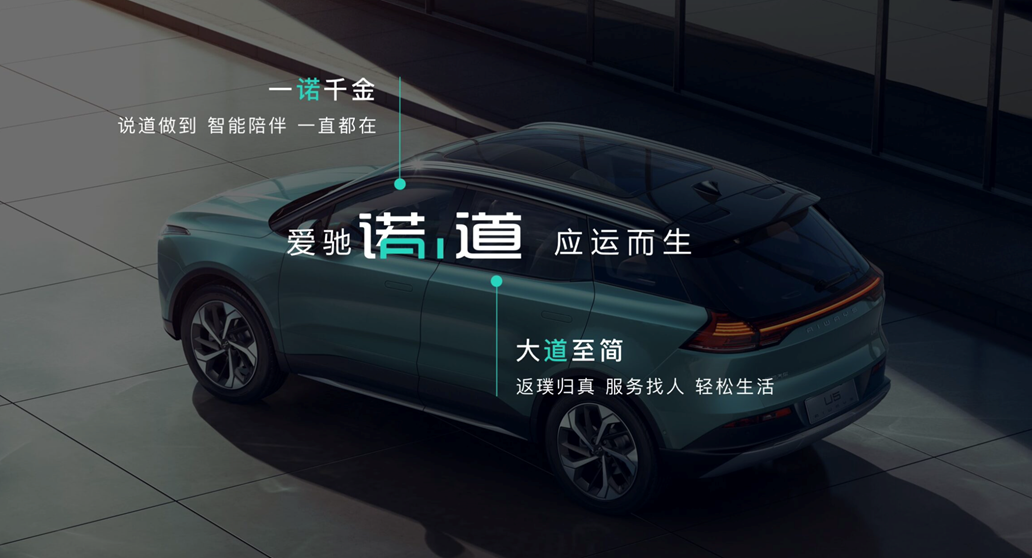 一诺千金
说道做到 智能陪伴 一直都在
爱驰 诺道 应运而生
大道至简
返璞归真 服务找人 轻松生活
U5